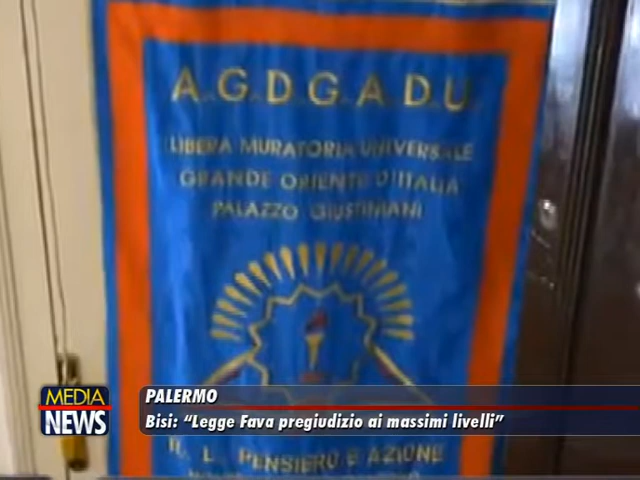 A.G.D.G.A.D.U.
LIBERA MURATORIA UNIVERSALE
GRANDE ORIENTE D'ITALIA
PALAZZO GIUSTINIANI
R. L. PENSIERO E AZIONE
MEDIA
NEWS
PALERMO
Bisi: “Legge Fava pregiudizio ai massimi livelli”